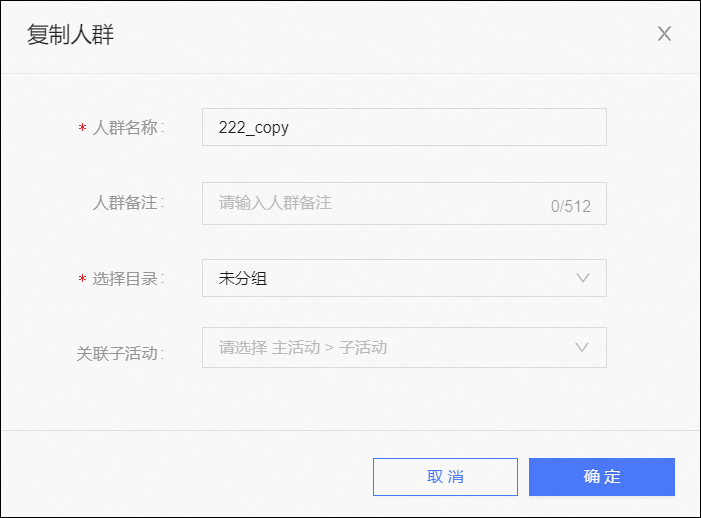 复制人群
* 人群名称: 222_copy
人群备注: 请输入人群备注 0/512
* 选择目录: 未分组
关联子活动: 请选择 主活动 > 子活动
取消 确定